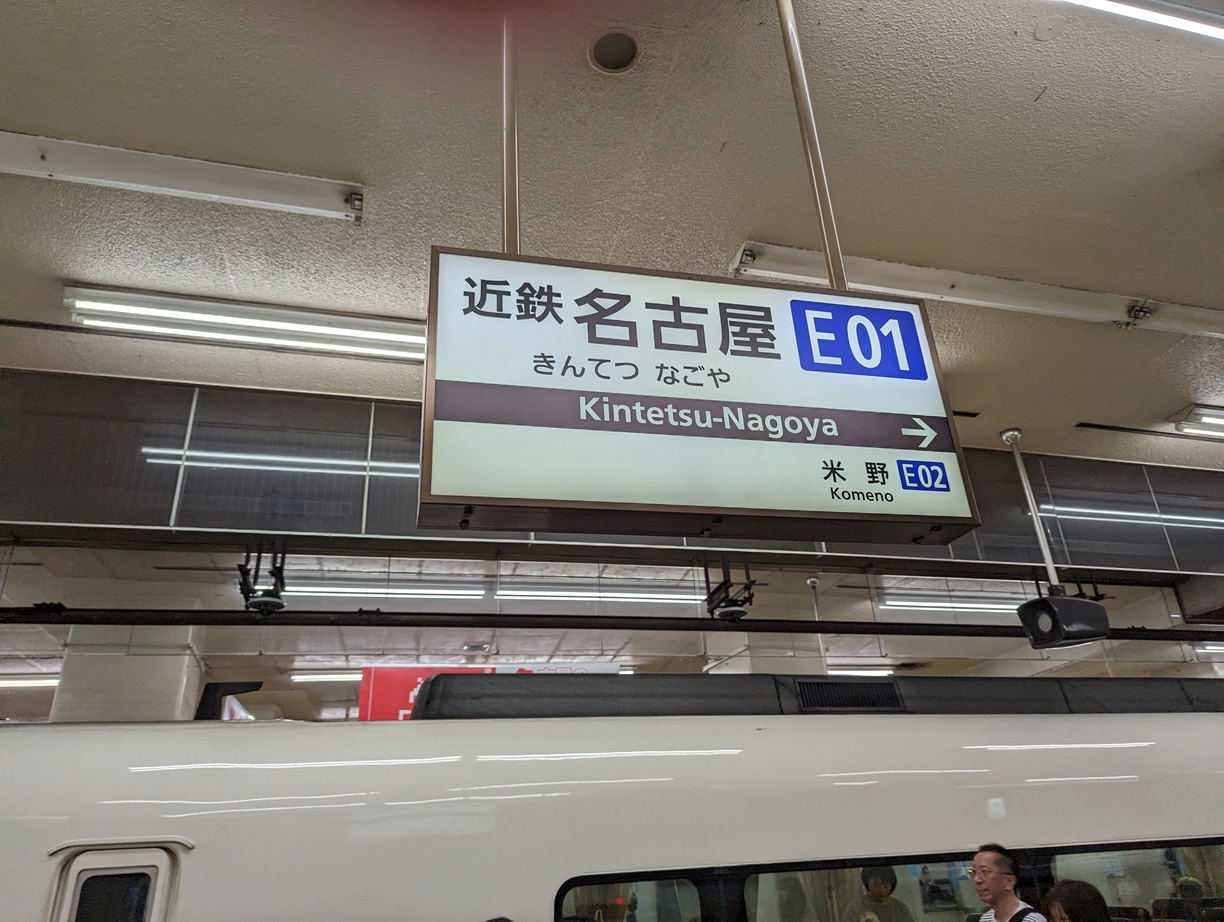 近鉄名古屋 E01
きんてつ なごや
Kintetsu-Nagoya →
米野 E02
Komeno